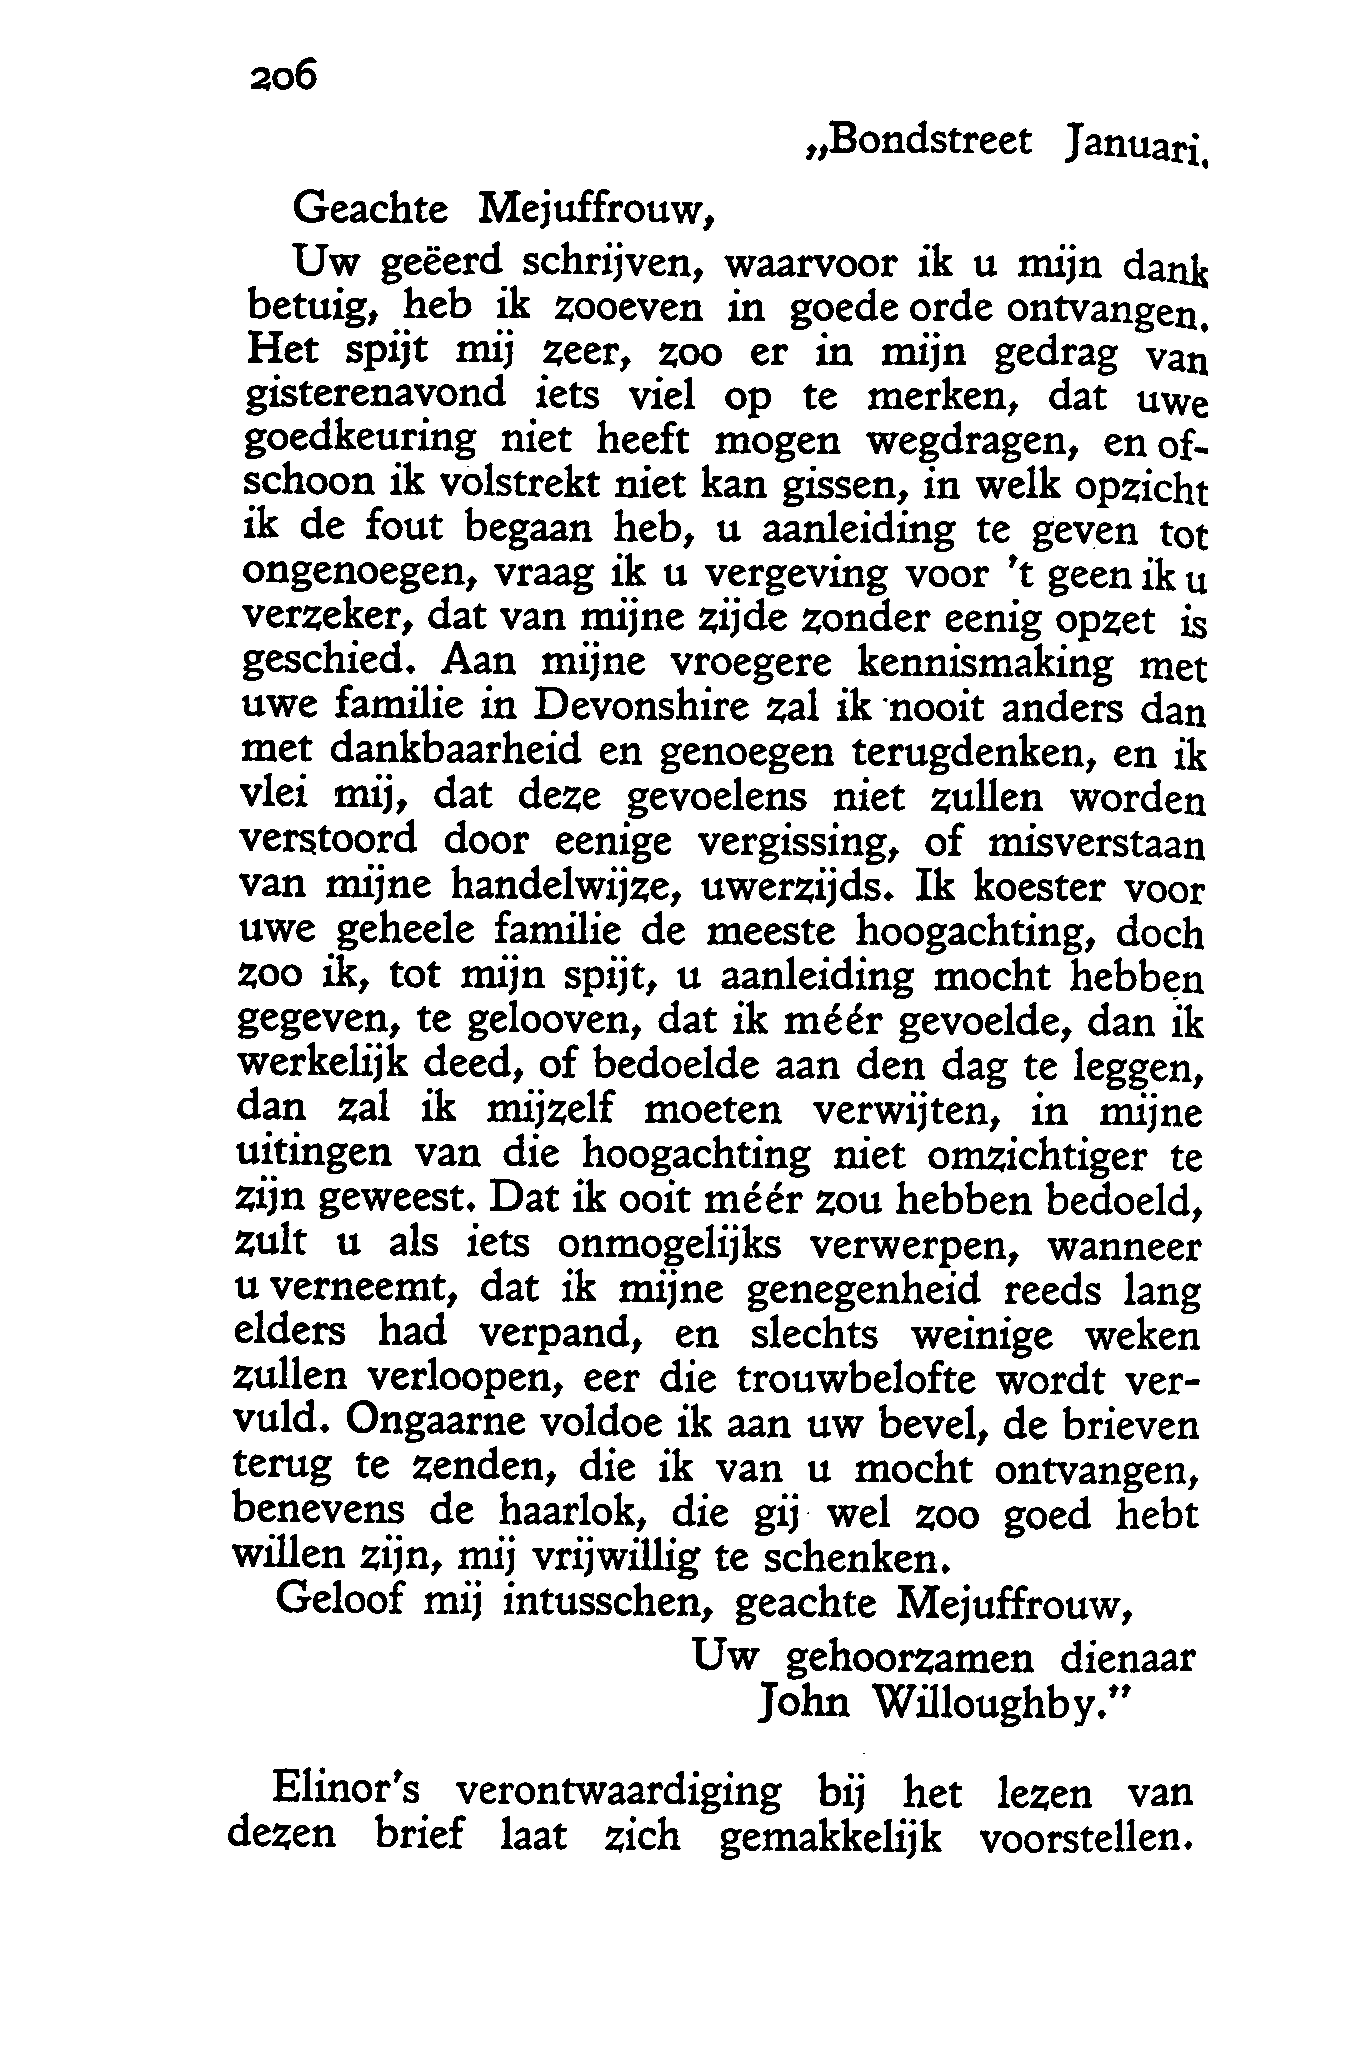 206
„Bondstreet Januari.
Geachte Mejuffrouw,
Uw geëerd schrijven, waarvoor ik u mijn dank
betuig, heb ik zooeven in goede orde ontvangen.
Het spijt mij zeer, zoo er in mijn gedrag van
gisterenavond iets viel op te merken, dat uwe
goedkeuring niet heeft mogen wegdragen, en of-
schoon ik volstrekt niet kan gissen, in welk opzicht
ik de fout begaan heb, u aanleiding te geven tot
ongenoegen, vraag ik u vergeving voor 't geen ik u
verzeker, dat van mijne zijde zonder eenig opzet is
geschied. Aan mijne vroegere kennismaking met
uwe familie in Devonshire zal ik nooit anders dan
met dankbaarheid en genoegen terugdenken, en ik
vlei mij, dat deze gevoelens niet zullen worden
verstoord door eenige vergissing, of misverstaan
van mijne handelwijze, uwerzijds. Ik koester voor
uwe geheele familie de meeste hoogachting, doch
zoo ik, tot mijn spijt, u aanleiding mocht hebben
gegeven, te gelooven, dat ik méér gevoelde, dan ik
werkelijk deed, of bedoelde aan den dag te leggen,
dan zal ik mijzelf moeten verwijten, in mijne
uitingen van die hoogachting niet omzichtiger te
zijn geweest. Dat ik ooit méér zou hebben bedoeld,
zult u als iets onmogelijks verwerpen, wanneer
u verneemt, dat ik mijne genegenheid reeds lang
elders had verpand, en slechts weinige weken
zullen verloopen, eer die trouwbelofte wordt ver-
vuld. Ongaarne voldoe ik aan uw bevel, de brieven
terug te zenden, die ik van u mocht ontvangen,
benevens de haarlok, die gij wel zoo goed hebt
willen zijn, mij vrijwillig te schenken.
Geloof mij intusschen, geachte Mejuffrouw,
Uw gehoorzamen dienaar
John Willoughby."
Elinor's verontwaardiging bij het lezen van
dezen brief laat zich gemakkelijk voorstellen.